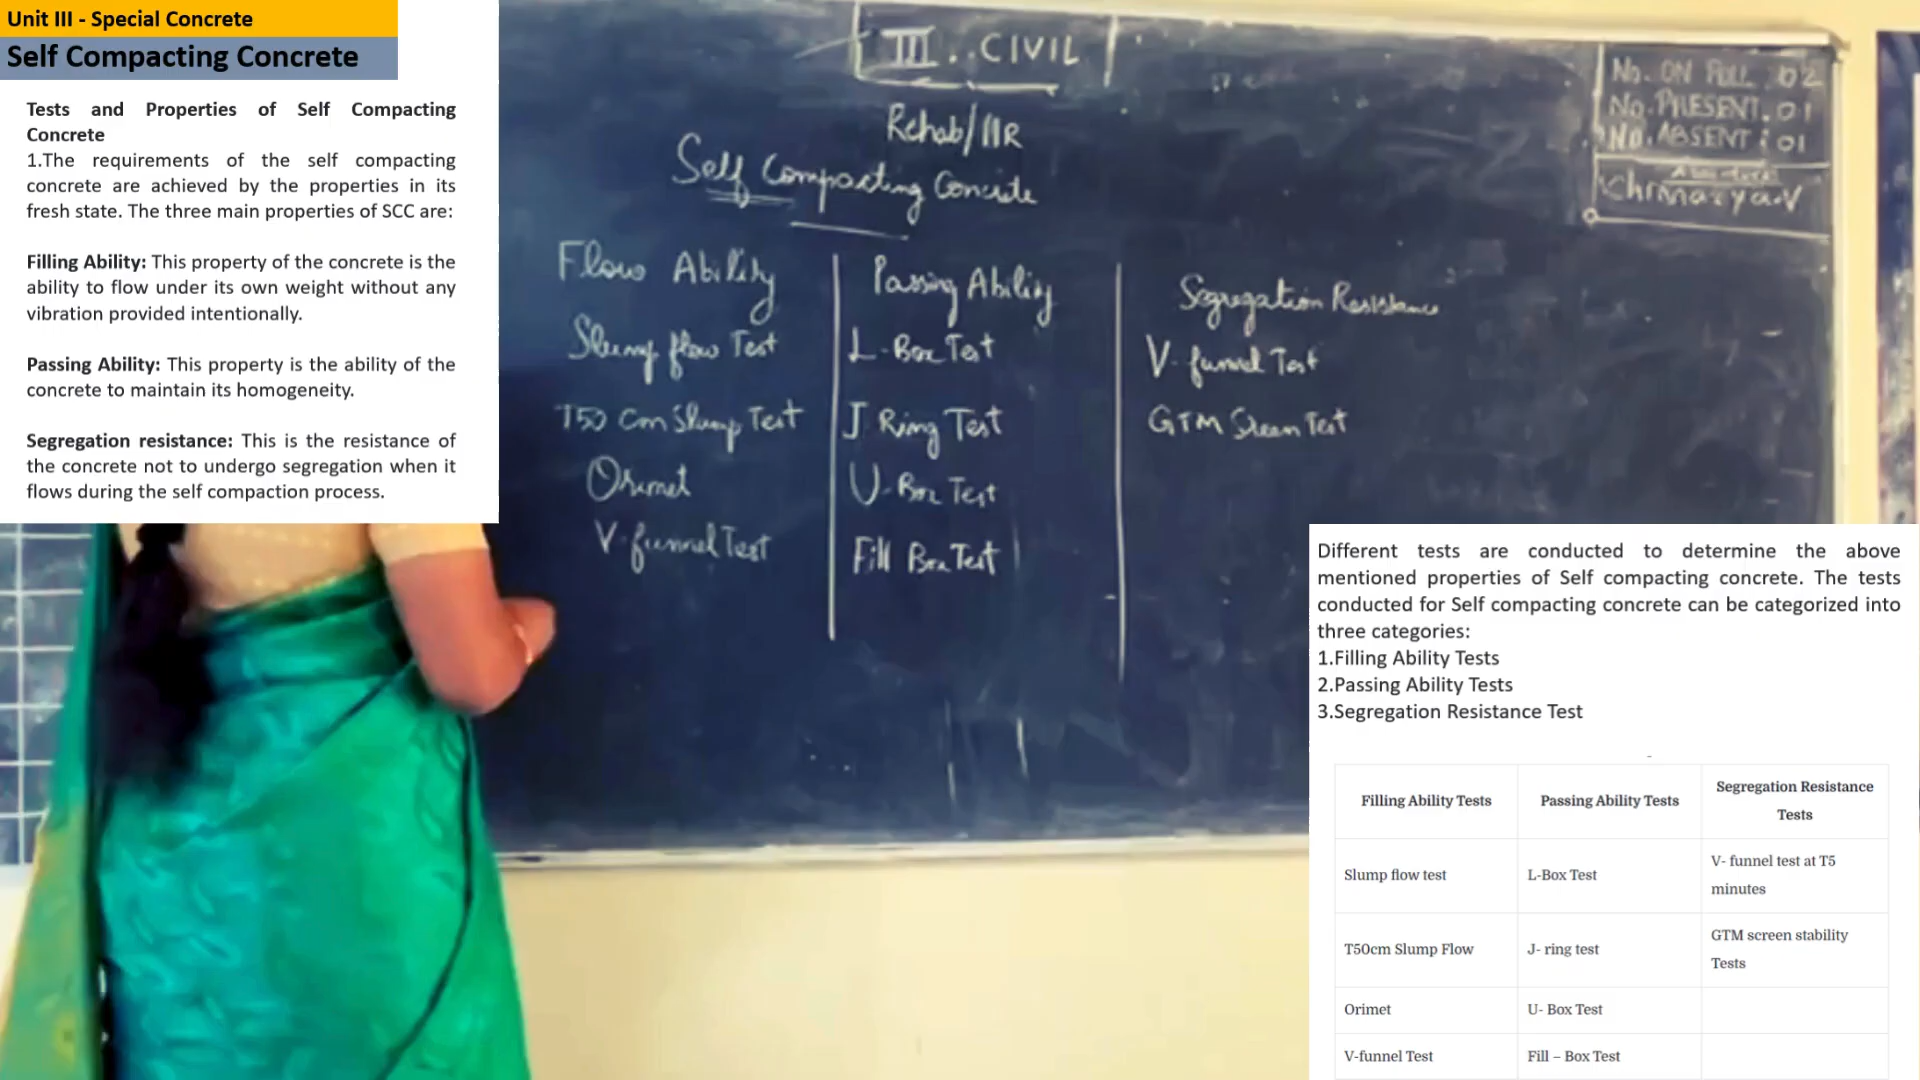 Unit III - Special Concrete
Self Compacting Concrete
Tests and Properties of Self Compacting
Concrete
1.The requirements of the self compacting
concrete are achieved by the properties in its
fresh state. The three main properties of SCC are:
Filling Ability: This property of the concrete is the
ability to flow under its own weight without any
vibration provided intentionally.
Passing Ability: This property is the ability of the
concrete to maintain its homogeneity.
Segregation resistance: This is the resistance of
the concrete not to undergo segregation when it
flows during the self compaction process.
III . . CIVIL
Rehab/IIR
Self Compacting Concrete
Flow Ability
Slump flow Test
T50 Cm Slump Test
Orimet
V-funnel Test
Passing Ability
L-Box Test
J Ring Test
U-Box Test
Fill Box Test
Segregation Resistance
V-funnel Test
GTM Screen Test
No. ON ROLL : 02
No. PRESENT . 01
No. ABSENT : 01
Chinmaya.V
Different tests are conducted to determine the above
mentioned properties of Self compacting concrete. The tests
conducted for Self compacting concrete can be categorized into
three categories:
1.Filling Ability Tests
2.Passing Ability Tests
3.Segregation Resistance Test
Filling Ability Tests Passing Ability Tests Segregation Resistance
Tests
Slump flow test L-Box Test V- funnel test at T5
minutes
T50cm Slump Flow J- ring test GTM screen stability
Tests
Orimet U- Box Test
V-funnel Test Fill – Box Test